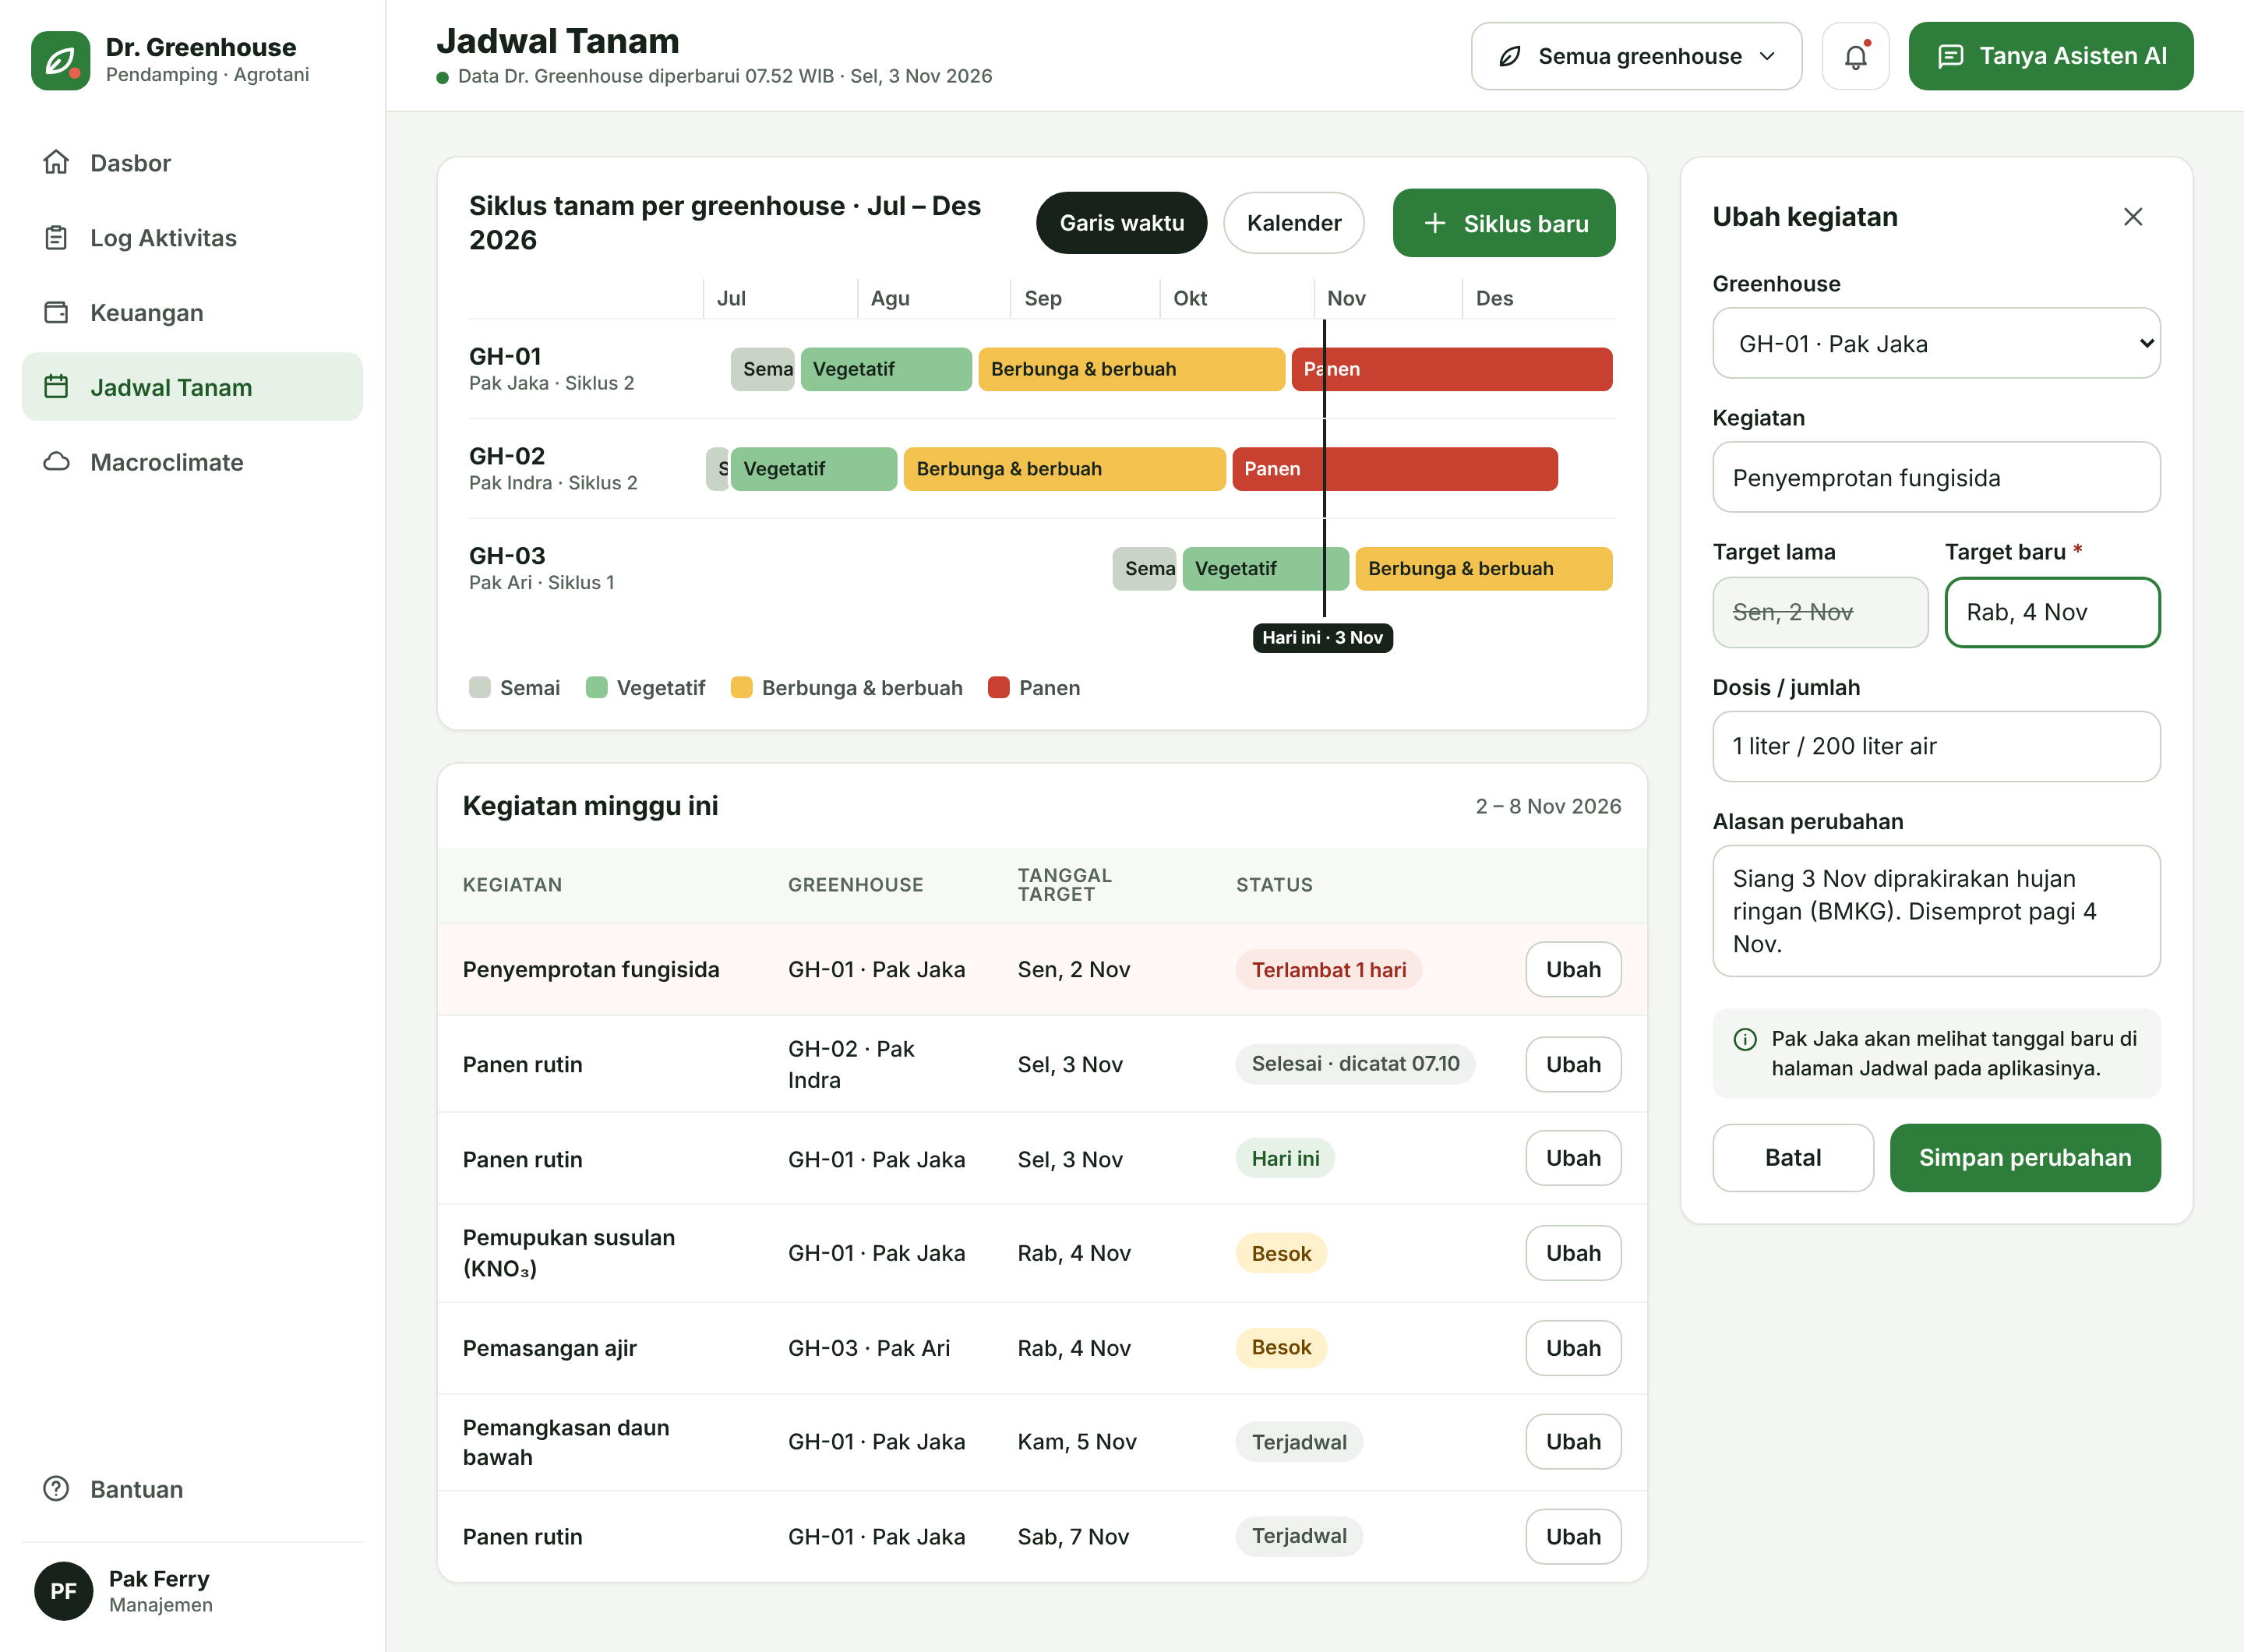 Dr. Greenhouse
Pendamping · Agrotani
Dasbor
Log Aktivitas
Keuangan
Jadwal Tanam
Macroclimate
Bantuan
PF
Pak Ferry
Manajemen
Jadwal Tanam
Data Dr. Greenhouse diperbarui 07.52 WIB · Sel, 3 Nov 2026
Semua greenhouse
Tanya Asisten AI
Siklus tanam per greenhouse · Jul – Des
2026
Garis waktu
Kalender
Siklus baru
Jul
Agu
Sep
Okt
Nov
Des
GH-01
Pak Jaka · Siklus 2
Sema
Vegetatif
Berbunga & berbuah
Panen
GH-02
Pak Indra · Siklus 2
S
Vegetatif
Berbunga & berbuah
Panen
GH-03
Pak Ari · Siklus 1
Sema
Vegetatif
Berbunga & berbuah
Hari ini · 3 Nov
Semai
Vegetatif
Berbunga & berbuah
Panen
Kegiatan minggu ini
2 – 8 Nov 2026
KEGIATAN
GREENHOUSE
TANGGAL
TARGET
STATUS
Penyemprotan fungisida
GH-01 · Pak Jaka
Sen, 2 Nov
Terlambat 1 hari
Ubah
Panen rutin
GH-02 · Pak
Indra
Sel, 3 Nov
Selesai · dicatat 07.10
Ubah
Panen rutin
GH-01 · Pak Jaka
Sel, 3 Nov
Hari ini
Ubah
Pemupukan susulan
(KNO₃)
GH-01 · Pak Jaka
Rab, 4 Nov
Besok
Ubah
Pemasangan ajir
GH-03 · Pak Ari
Rab, 4 Nov
Besok
Ubah
Pemangkasan daun
bawah
GH-01 · Pak Jaka
Kam, 5 Nov
Terjadwal
Ubah
Panen rutin
GH-01 · Pak Jaka
Sab, 7 Nov
Terjadwal
Ubah
Ubah kegiatan
Greenhouse
GH-01 · Pak Jaka
Kegiatan
Penyemprotan fungisida
Target lama
Target baru *
Sen, 2 Nov
Rab, 4 Nov
Dosis / jumlah
1 liter / 200 liter air
Alasan perubahan
Siang 3 Nov diprakirakan hujan
ringan (BMKG). Disemprot pagi 4
Nov.
Pak Jaka akan melihat tanggal baru di
halaman Jadwal pada aplikasinya.
Batal
Simpan perubahan